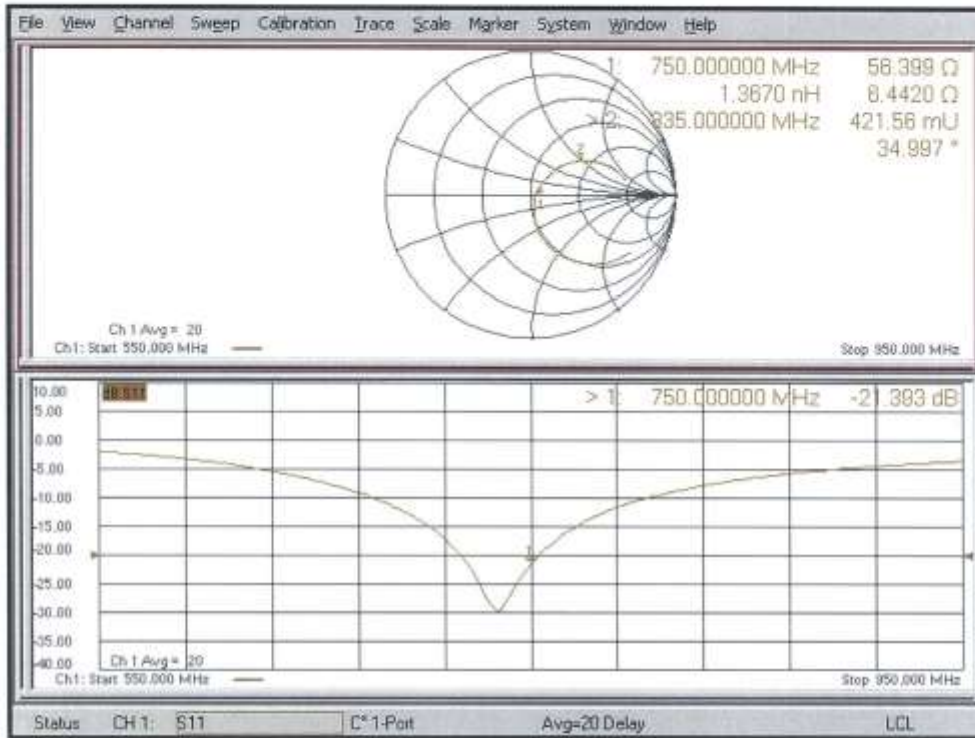 File View Channel Sweep Calibration Trace Scale Marker System Window Help
1: 750.000000 MHz 56.399 Ω
1.3670 nH 6.4420 Ω
> 2: 835.000000 MHz 421.56 mU
34.997 °
2
1
Ch 1 Avg = 20
Ch1: Start 550.000 MHz
Stop 950.000 MHz
10.00
5.00
0.00
-5.00
-10.00
-15.00
-20.00
-25.00
-30.00
-35.00
-40.00
dB S11
> 1: 750.000000 MHz -21.393 dB
1
Ch 1 Avg = 20
Ch1: Start 550.000 MHz
Stop 950.000 MHz
Status CH 1: S11 C* 1-Port Avg=20 Delay LCL